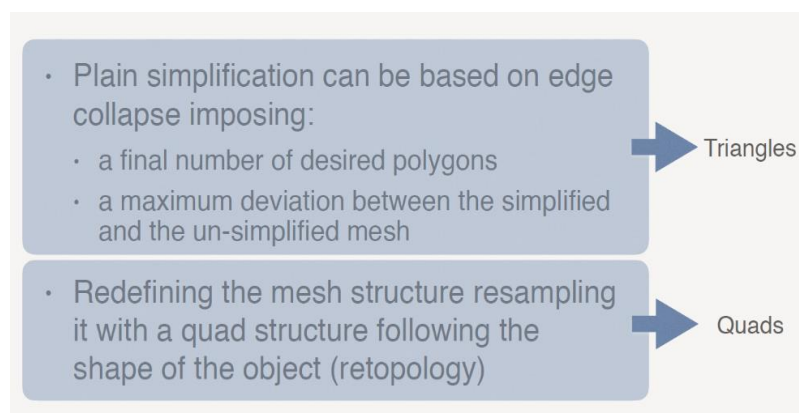 · Plain simplification can be based on edge
collapse imposing:
· a final number of desired polygons
· a maximum deviation between the simplified
and the un-simplified mesh
Triangles
· Redefining the mesh structure resampling
it with a quad structure following the
shape of the object (retopology)
Quads